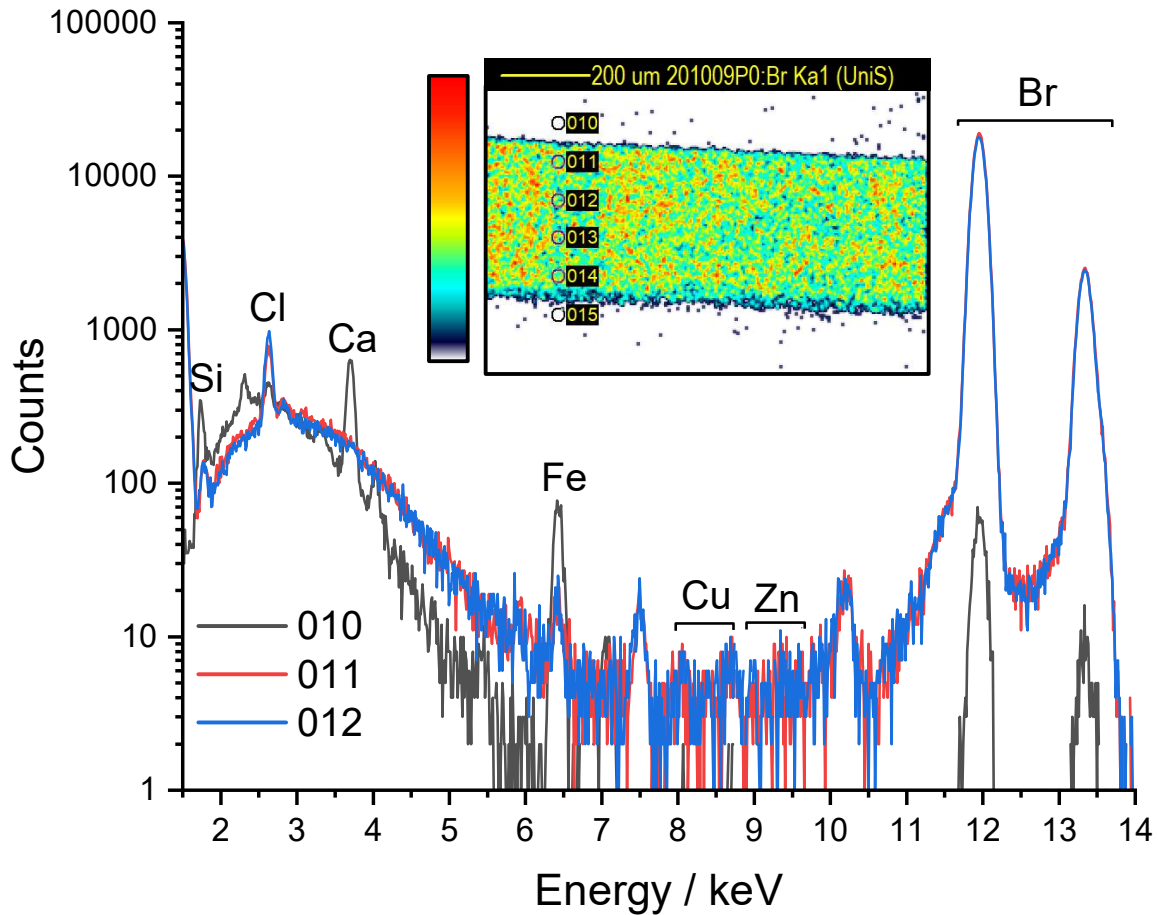 100000
10000
1000
100
10
1
Counts
200 um 201009P0:Br Ka1 (UniS)
010
011
012
013
014
015
Br
Cl
Ca
Si
Fe
Cu
Zn
010
011
012
2 3 4 5 6 7 8 9 10 11 12 13 14
Energy / keV